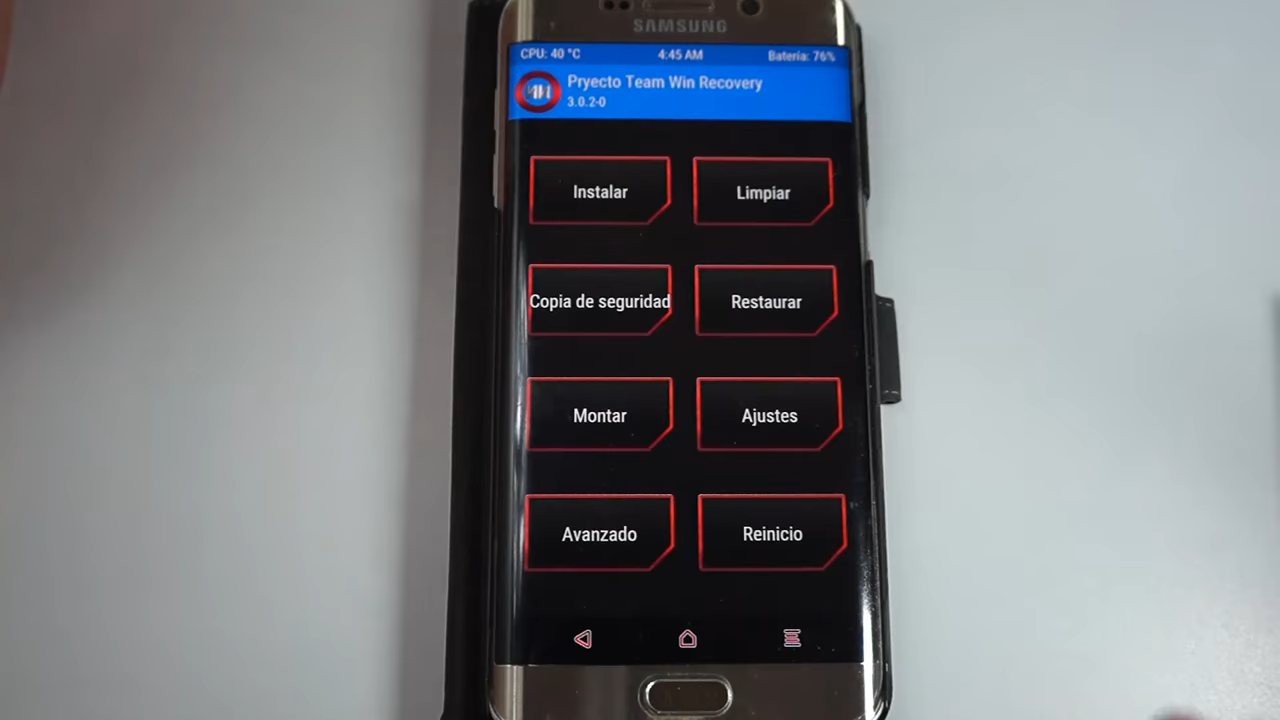 SAMSUNG
CPU: 40 °C 4:45 AM Batería: 76%
Pryecto Team Win Recovery
3.0.2-0
Instalar Limpiar
Copia de seguridad Restaurar
Montar Ajustes
Avanzado Reinicio